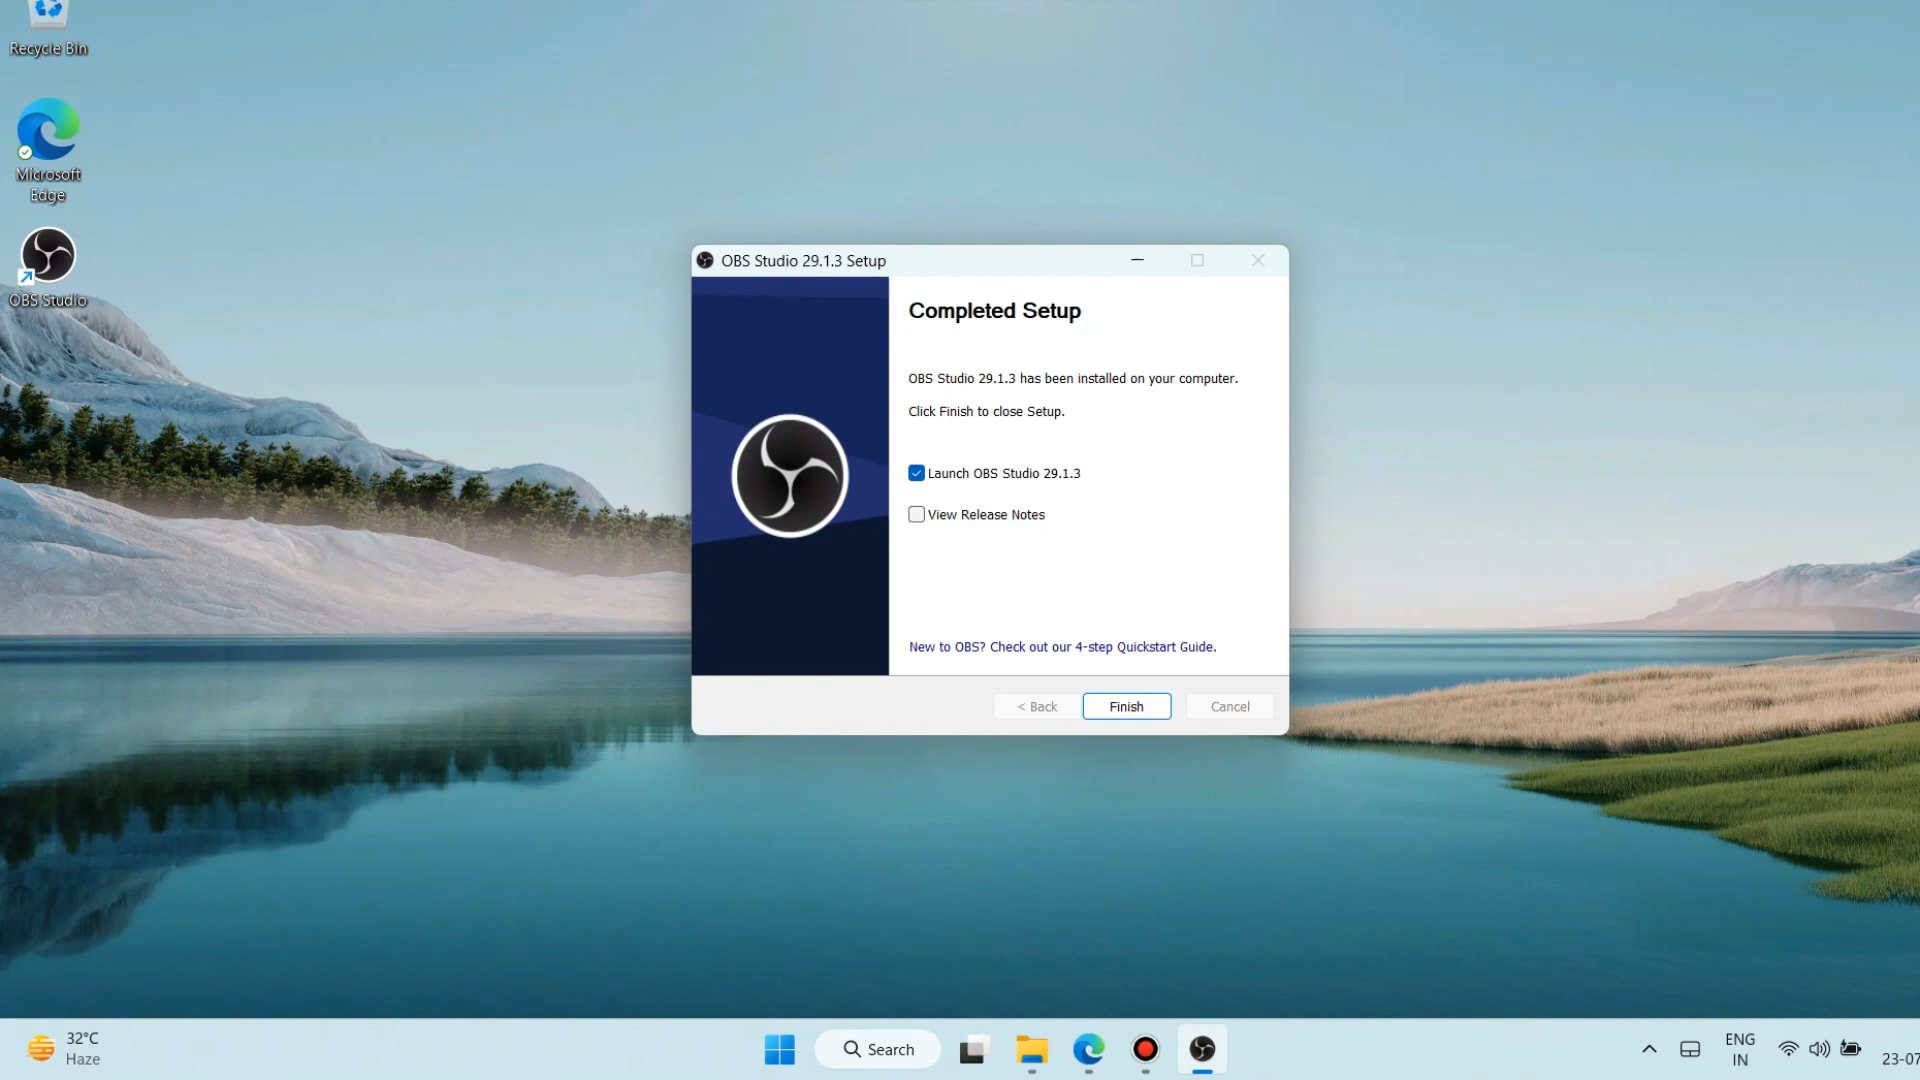 Recycle Bin
Microsoft
Edge
OBS Studio
OBS Studio 29.1.3 Setup
Completed Setup
OBS Studio 29.1.3 has been installed on your computer.
Click Finish to close Setup.
Launch OBS Studio 29.1.3
View Release Notes
New to OBS? Check out our 4-step Quickstart Guide.
< Back
Finish
Cancel
32°C
Haze
Search
ENG
IN
23-07